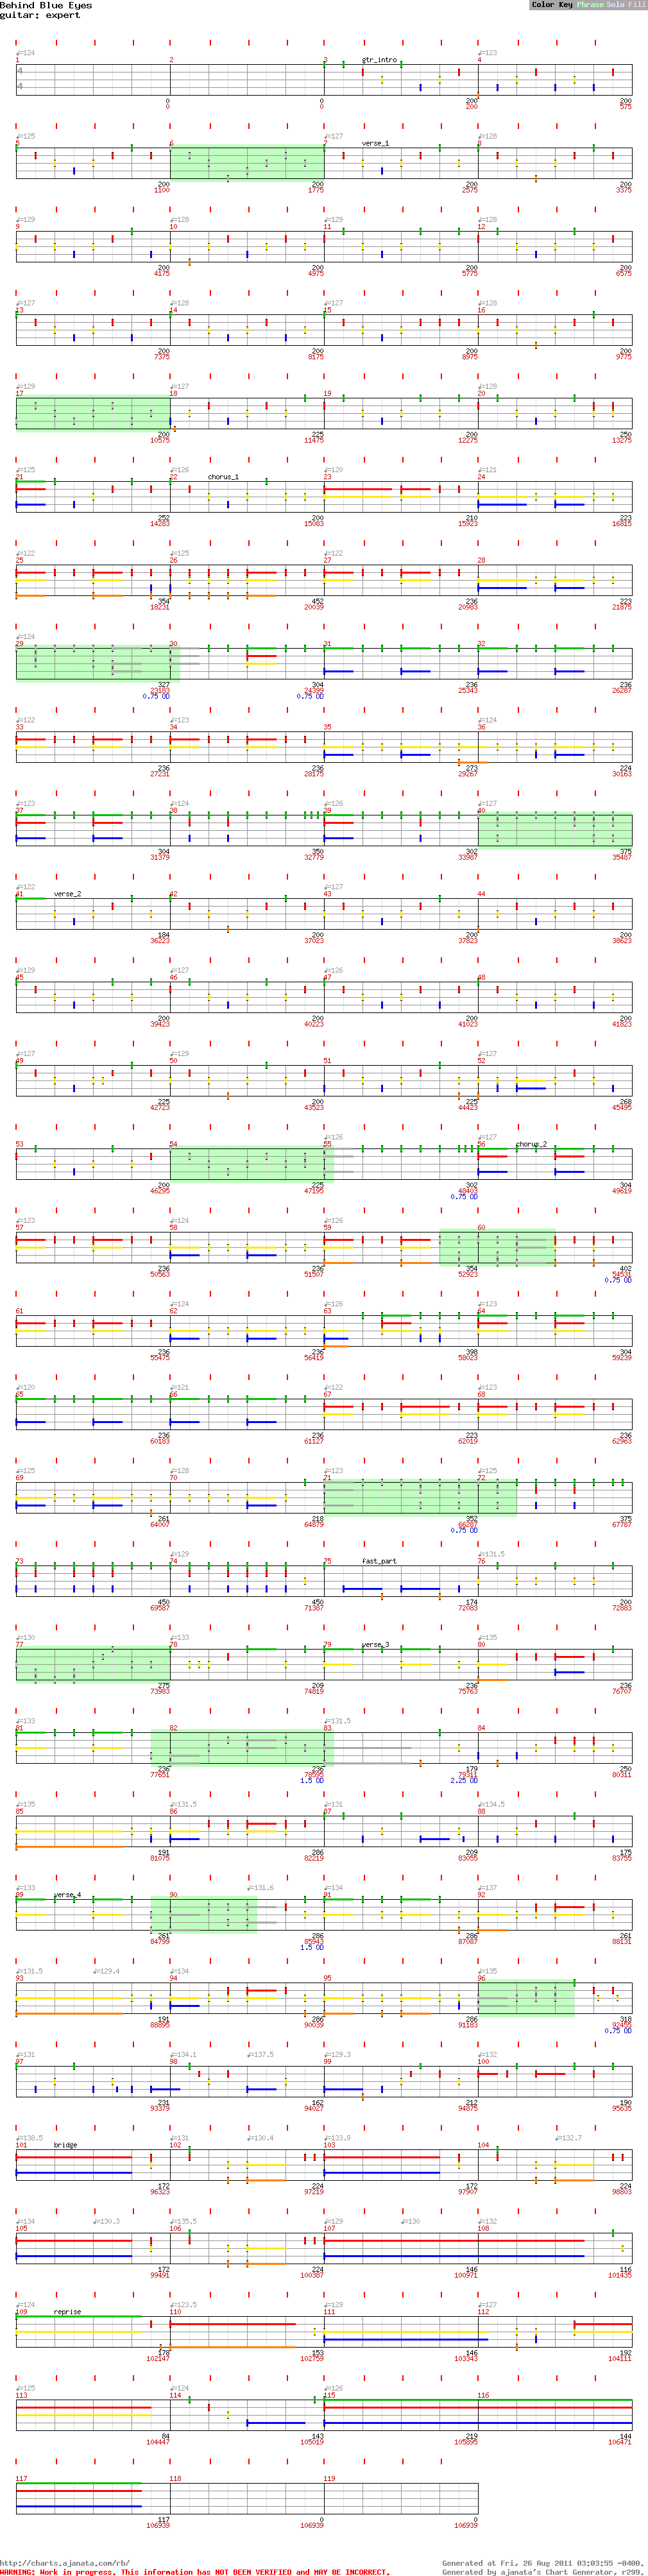 Behind Blue Eyes
guitar: expert
Color Key Phrase Solo Fill
♩=124 ♩=123
1 2 3 gtr_intro 4
4
4
0 0 200 200
0 0 200 575
♩=125 ♩=127 ♩=128
5 6 7 verse_1 8
200 200 200 200
1100 1775 2575 3375
♩=129 ♩=128 ♩=129 ♩=128
9 10 11 12
200 200 200 200
4175 4975 5775 6575
♩=127 ♩=128 ♩=127 ♩=128
13 14 15 16
200 200 200 200
7375 8175 8975 9775
♩=129 ♩=127 ♩=128
17 18 19 20
200 225 200 250
10575 11475 12275 13275
♩=125 ♩=126 ♩=120 ♩=121
21 22 chorus_1 23 24
252 200 210 223
14283 15083 15923 16815
♩=122 ♩=125 ♩=122
25 26 27 28
354 452 236 223
18231 20039 20983 21875
♩=124
29 30 31 32
327 304 236 236
23183 24399 25343 26287
0.75 OD 0.75 OD
♩=122 ♩=123 ♩=124
33 34 35 36
236 236 273 224
27231 28175 29267 30163
♩=123 ♩=124 ♩=126 ♩=127
37 38 39 40
304 350 302 375
31379 32779 33987 35487
♩=122 ♩=127
41 verse_2 42 43 44
184 200 200 200
36223 37023 37823 38623
♩=129 ♩=127 ♩=126
45 46 47 48
200 200 200 200
39423 40223 41023 41823
♩=127 ♩=129 ♩=127
49 50 51 52
225 200 225 268
42723 43523 44423 45495
♩=126 ♩=127
53 54 55 56 chorus_2
200 225 302 304
46295 47195 48403 49619
0.75 OD
♩=123 ♩=124 ♩=126
57 58 59 60
236 236 354 402
50563 51507 52923 54531
0.75 OD
♩=124 ♩=126
61 62 63 64
236 236 398 304
55475 56419 58023 59239
♩=120 ♩=121 ♩=122 ♩=123
65 66 67 68
236 236 223 236
60183 61127 62019 62963
♩=125 ♩=128 ♩=123 ♩=125
69 70 71 72
261 218 352 375
64007 64879 66287 67787
0.75 OD
♩=129 ♩=131.5
73 74 75 fast_part 76
450 450 174 200
69587 71387 72083 72883
♩=130 ♩=133 ♩=135
77 78 79 verse_3 80
275 209 236 236
73983 74819 75763 76707
♩=133 ♩=131.5
81 82 83 84
236 236 179 250
77651 78595 79311 80311
1.5 OD 2.25 OD
♩=135 ♩=131.5 ♩=131 ♩=134.5
85 86 87 88
191 286 209 175
81075 82219 83055 83755
♩=133 ♩=131.6 ♩=134 ♩=137
89 verse_4 90 91 92
261 286 286 261
84799 85943 87087 88131
1.5 OD
♩=131.5 ♩=129.4 ♩=134 ♩=135
93 94 95 96
191 286 286 318
88895 90039 91183 92455
0.75 OD
♩=131 ♩=134.1 ♩=137.5 ♩=129.3 ♩=132
97 98 99 100
231 162 212 190
93379 94027 94875 95635
♩=138.5 ♩=131 ♩=130.4 ♩=133.9 ♩=132.7
101 bridge 102 103 104
172 224 172 224
96323 97219 97907 98803
♩=134 ♩=130.3 ♩=135.5 ♩=129 ♩=130 ♩=132
105 106 107 108
172 224 146 116
99491 100387 100971 101435
♩=124 ♩=123.5 ♩=129 ♩=127
109 reprise 110 111 112
178 153 146 192
102147 102759 103343 104111
♩=125 ♩=124 ♩=126
113 114 115 116
84 143 219 144
104447 105019 105895 106471
117 118 119
117 0 0
106939 106939 106939
http://charts.ajanata.com/rb/ Generated at Fri, 26 Aug 2011 03:03:55 -0400.
WARNING: Work in progress. This information has NOT BEEN VERIFIED and MAY BE INCORRECT. Generated by ajanata's Chart Generator, r299.